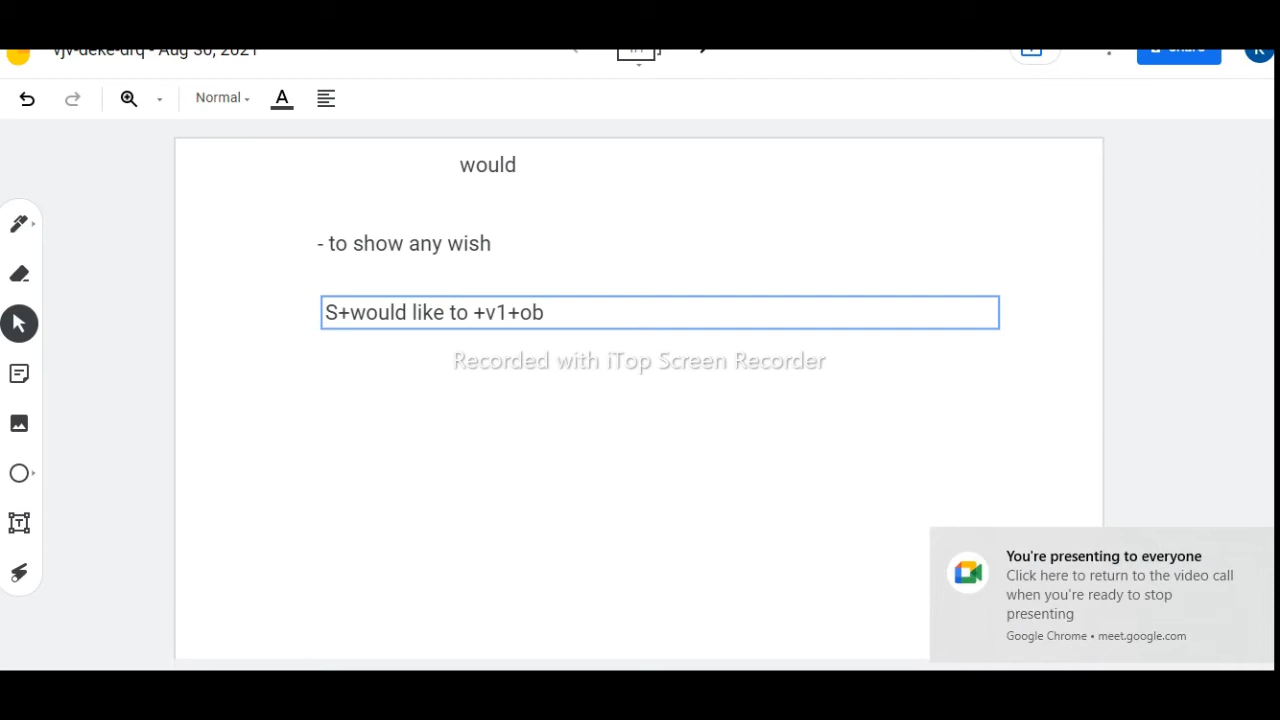 vjv-deke-drq - Aug 30, 2021
Share
Normal
A
would
- to show any wish
S+would like to +v1+ob
Recorded with iTop Screen Recorder
You're presenting to everyone
Click here to return to the video call
when you're ready to stop
presenting
Google Chrome • meet.google.com